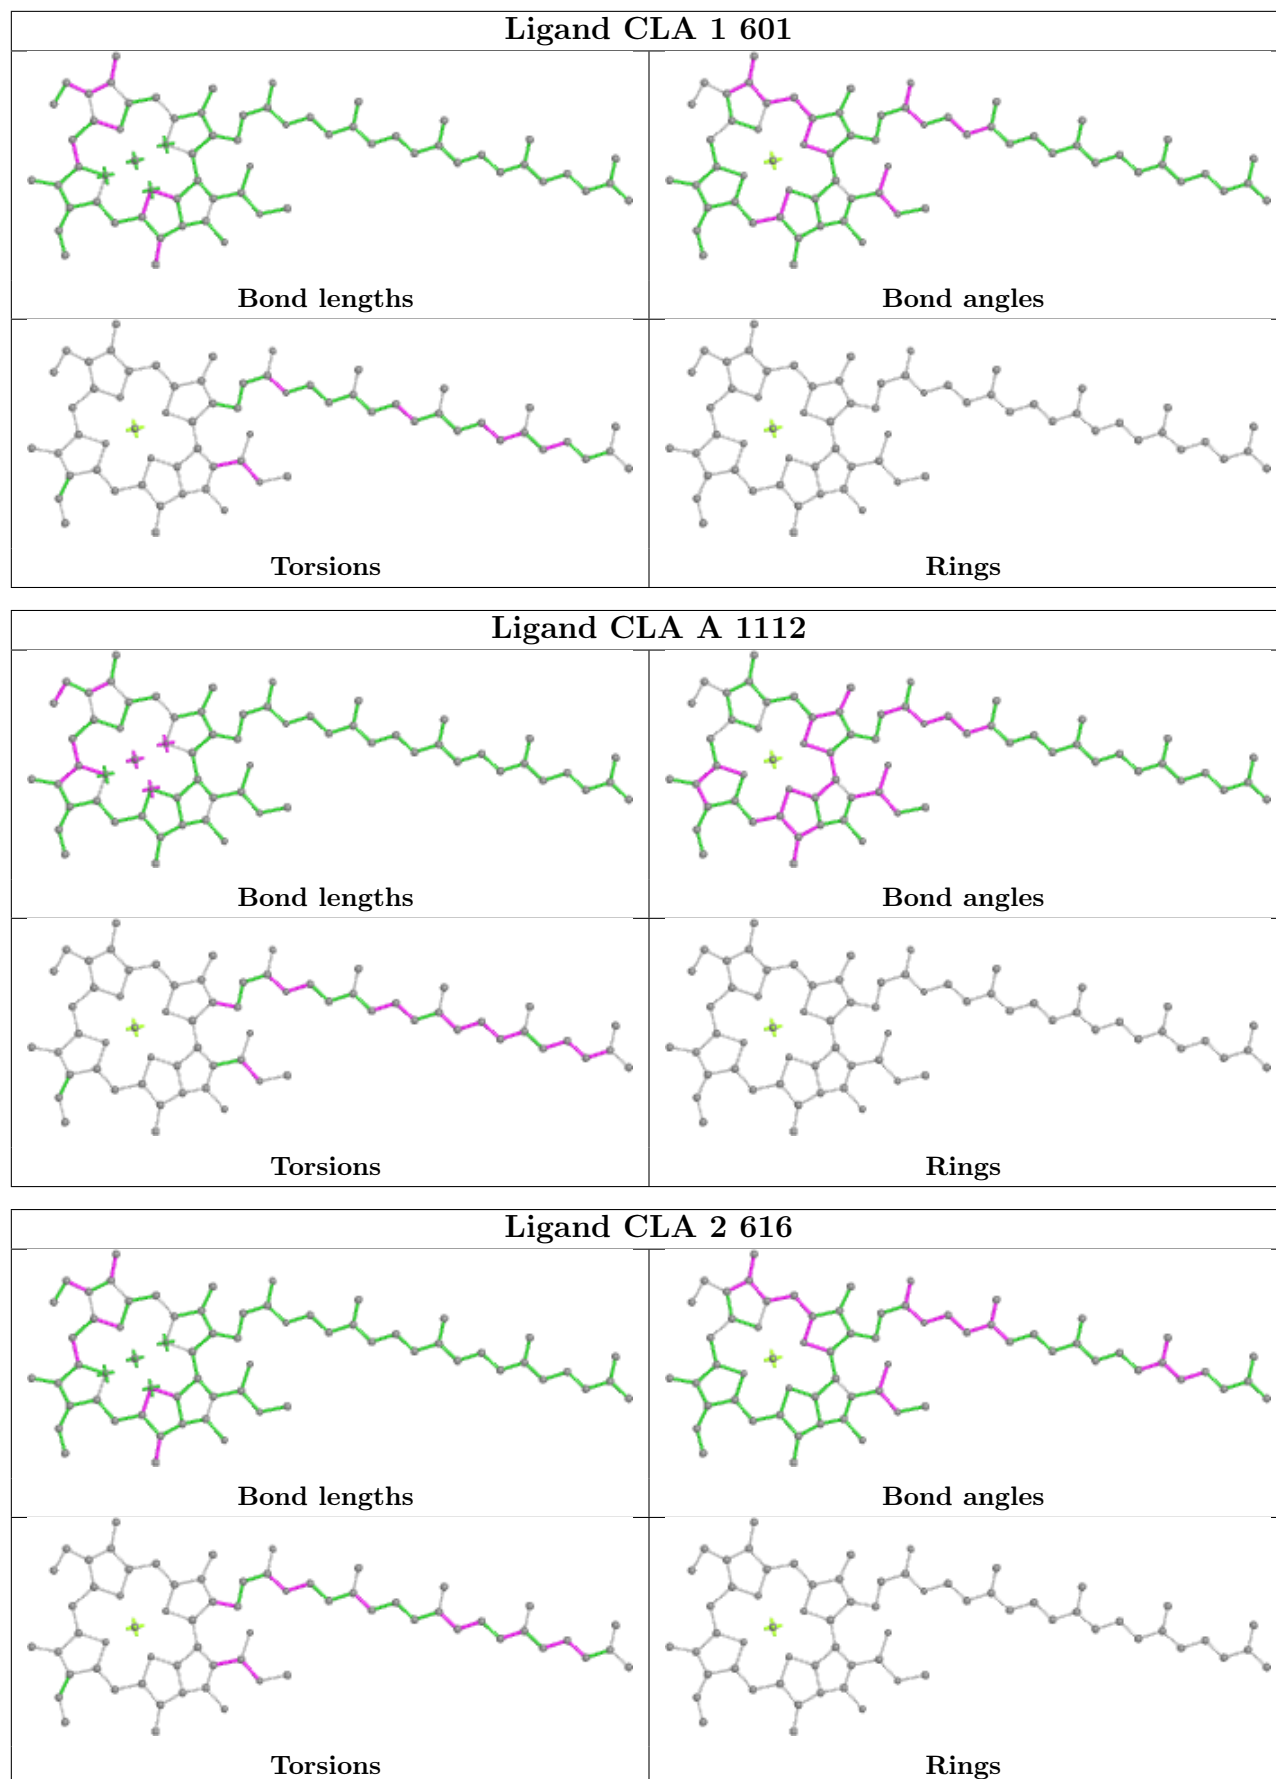 Ligand CLA 1 601
Bond lengths
Bond angles
Torsions
Rings
Ligand CLA A 1112
Bond lengths
Bond angles
Torsions
Rings
Ligand CLA 2 616
Bond lengths
Bond angles
Torsions
Rings